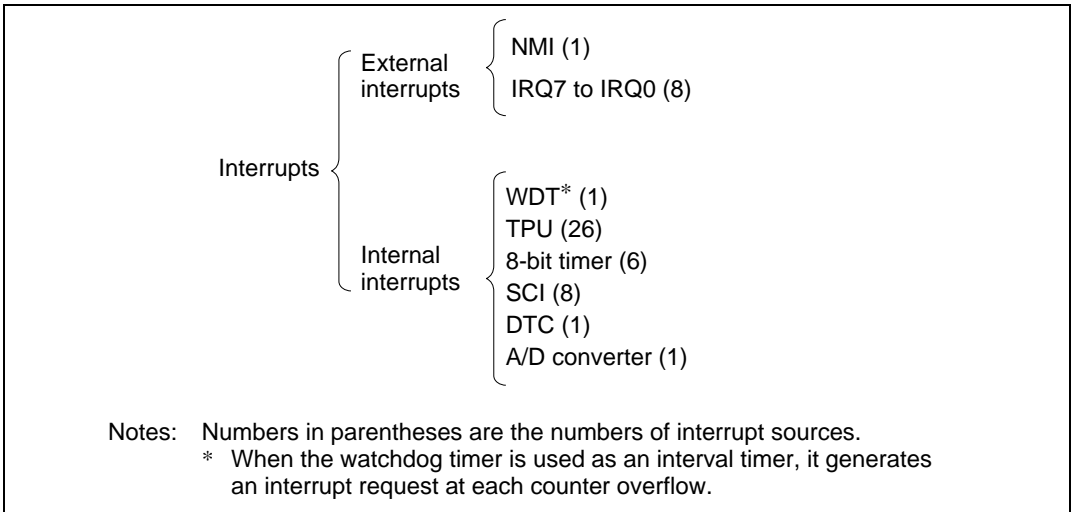 Interrupts
External
interrupts
NMI (1)
IRQ7 to IRQ0 (8)
Internal
interrupts
WDT* (1)
TPU (26)
8-bit timer (6)
SCI (8)
DTC (1)
A/D converter (1)
Notes: Numbers in parentheses are the numbers of interrupt sources.
* When the watchdog timer is used as an interval timer, it generates
an interrupt request at each counter overflow.